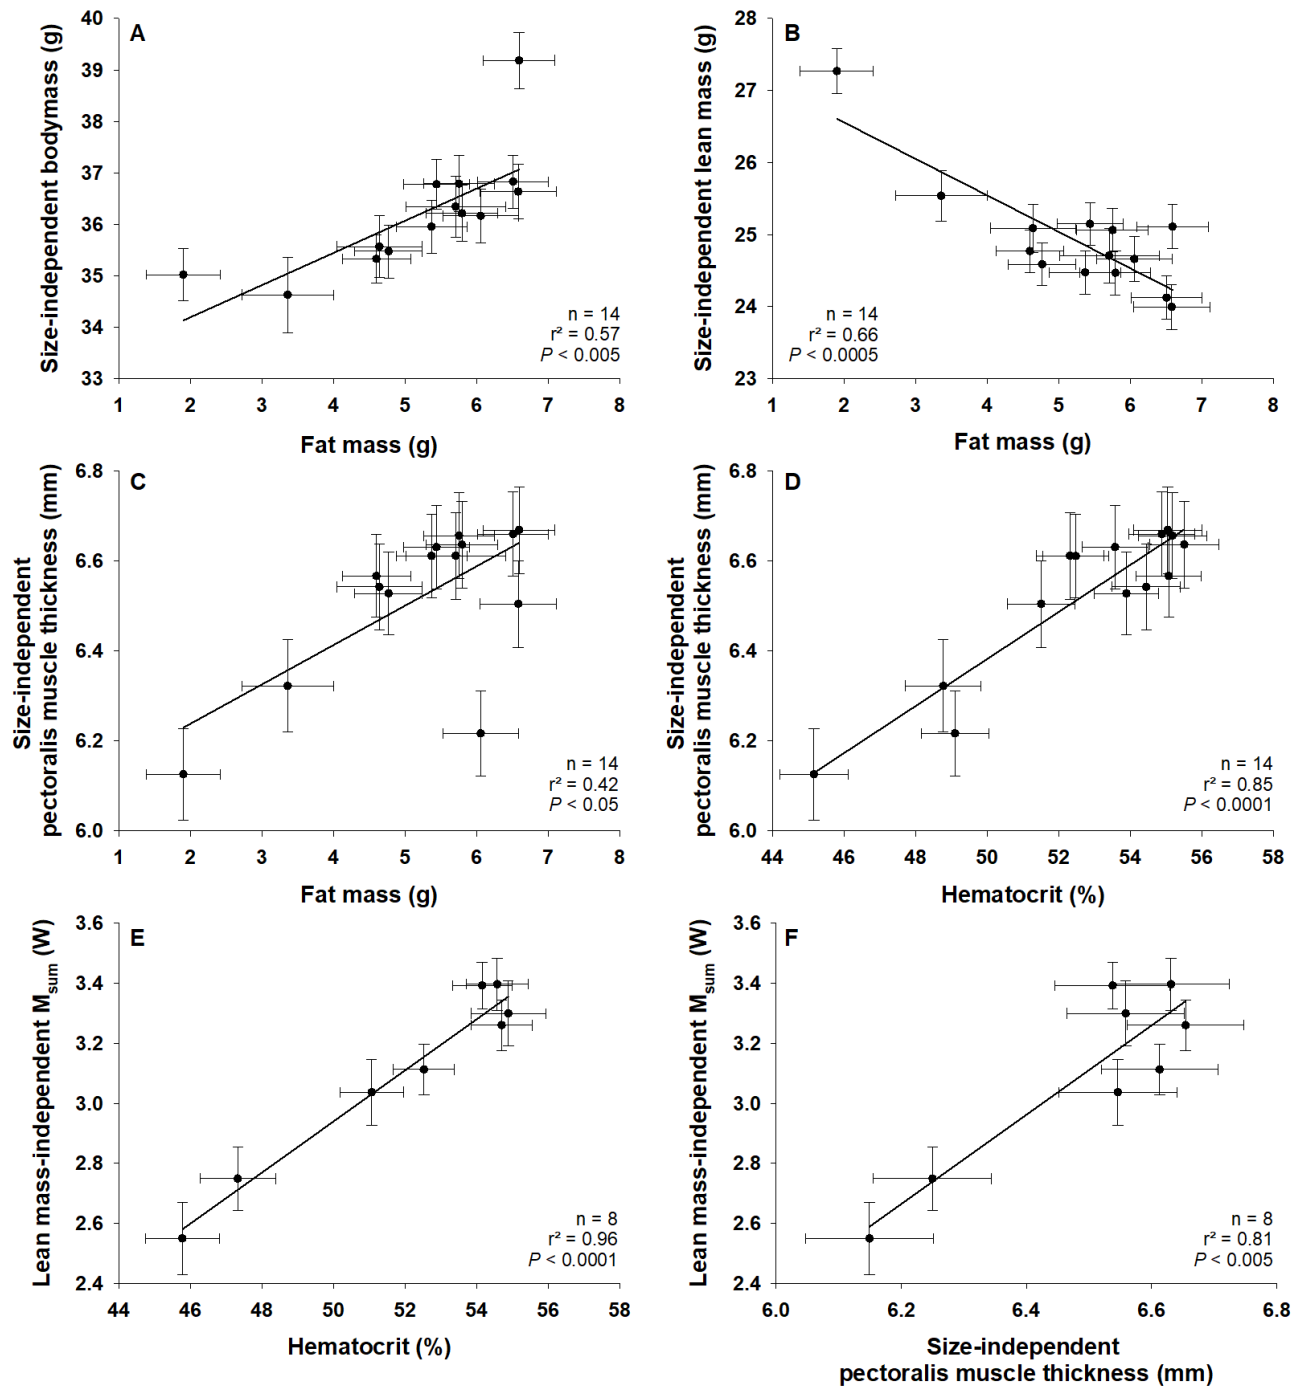 A
Size-independent bodymass (g)
40
39
38
37
36
35
34
33
n = 14
r² = 0.57
P < 0.005
1 2 3 4 5 6 7 8
Fat mass (g)
B
Size-independent lean mass (g)
28
27
26
25
24
23
n = 14
r² = 0.66
P < 0.0005
1 2 3 4 5 6 7 8
Fat mass (g)
C
Size-independent
pectoralis muscle thickness (mm)
6.8
6.6
6.4
6.2
6.0
n = 14
r² = 0.42
P < 0.05
1 2 3 4 5 6 7 8
Fat mass (g)
D
Size-independent
pectoralis muscle thickness (mm)
6.8
6.6
6.4
6.2
6.0
n = 14
r² = 0.85
P < 0.0001
44 46 48 50 52 54 56 58
Hematocrit (%)
E
Lean mass-independent Msum (W)
3.6
3.4
3.2
3.0
2.8
2.6
2.4
n = 8
r² = 0.96
P < 0.0001
44 46 48 50 52 54 56 58
Hematocrit (%)
F
Lean mass-independent Msum (W)
3.6
3.4
3.2
3.0
2.8
2.6
2.4
n = 8
r² = 0.81
P < 0.005
6.0 6.2 6.4 6.6 6.8
Size-independent
pectoralis muscle thickness (mm)